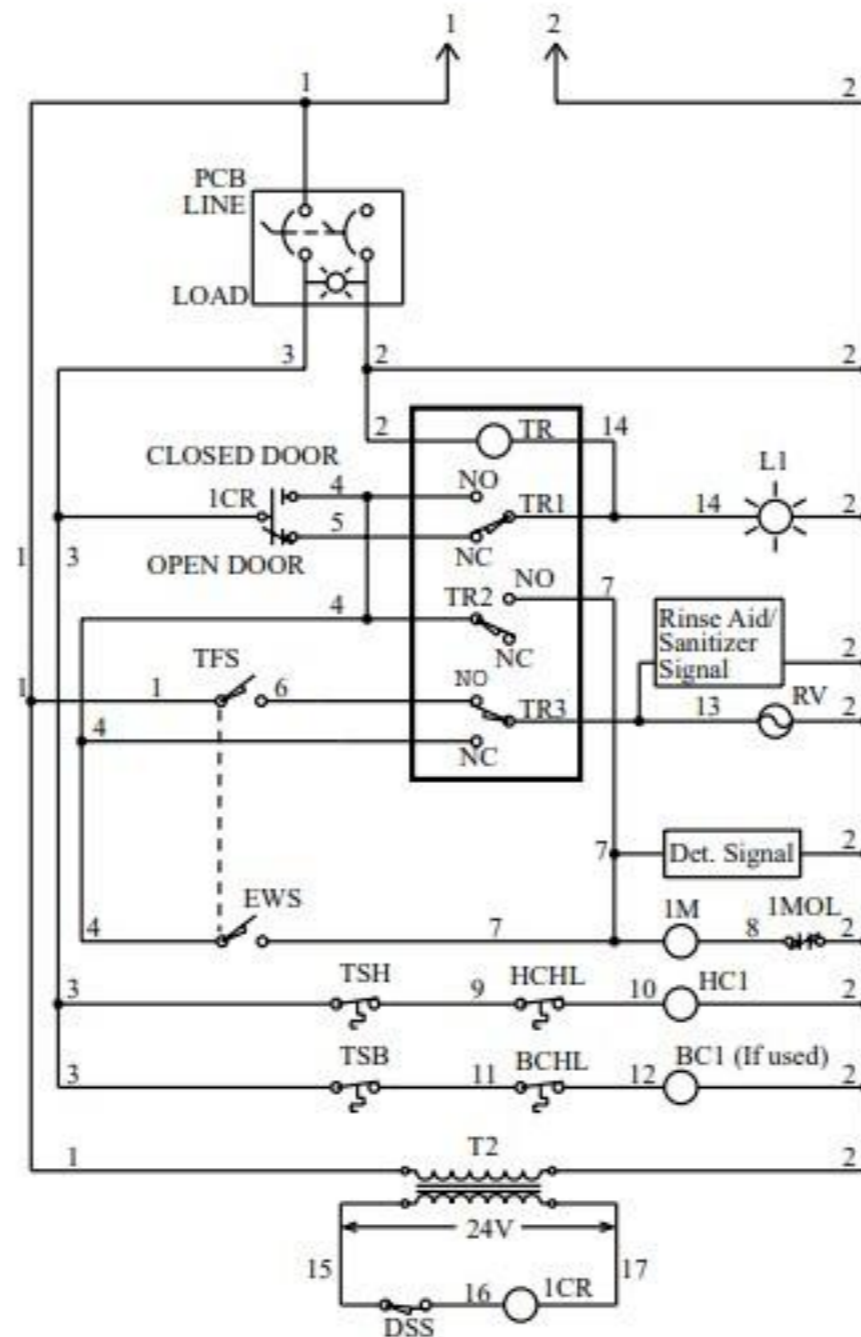 1 2
1 2
PCB
LINE
LOAD
3 2 2
2 TR 14
CLOSED DOOR
L1
4 NO
1CR TR1 14 2
5
1 3 OPEN DOOR NC
NO 7
4 TR2
Rinse Aid/
Sanitizer
Signal
2
NC
TFS
NO RV
1 1 6 TR3 13 2
4
NC
7 Det. Signal 2
EWS 1M 1MOL
4 7 8 2
TSH HCHL HC1
3 9 10 2
TSB BCHL BC1 (If used)
3 11 12 2
T2
1 2
24V
15 17
16 1CR
DSS